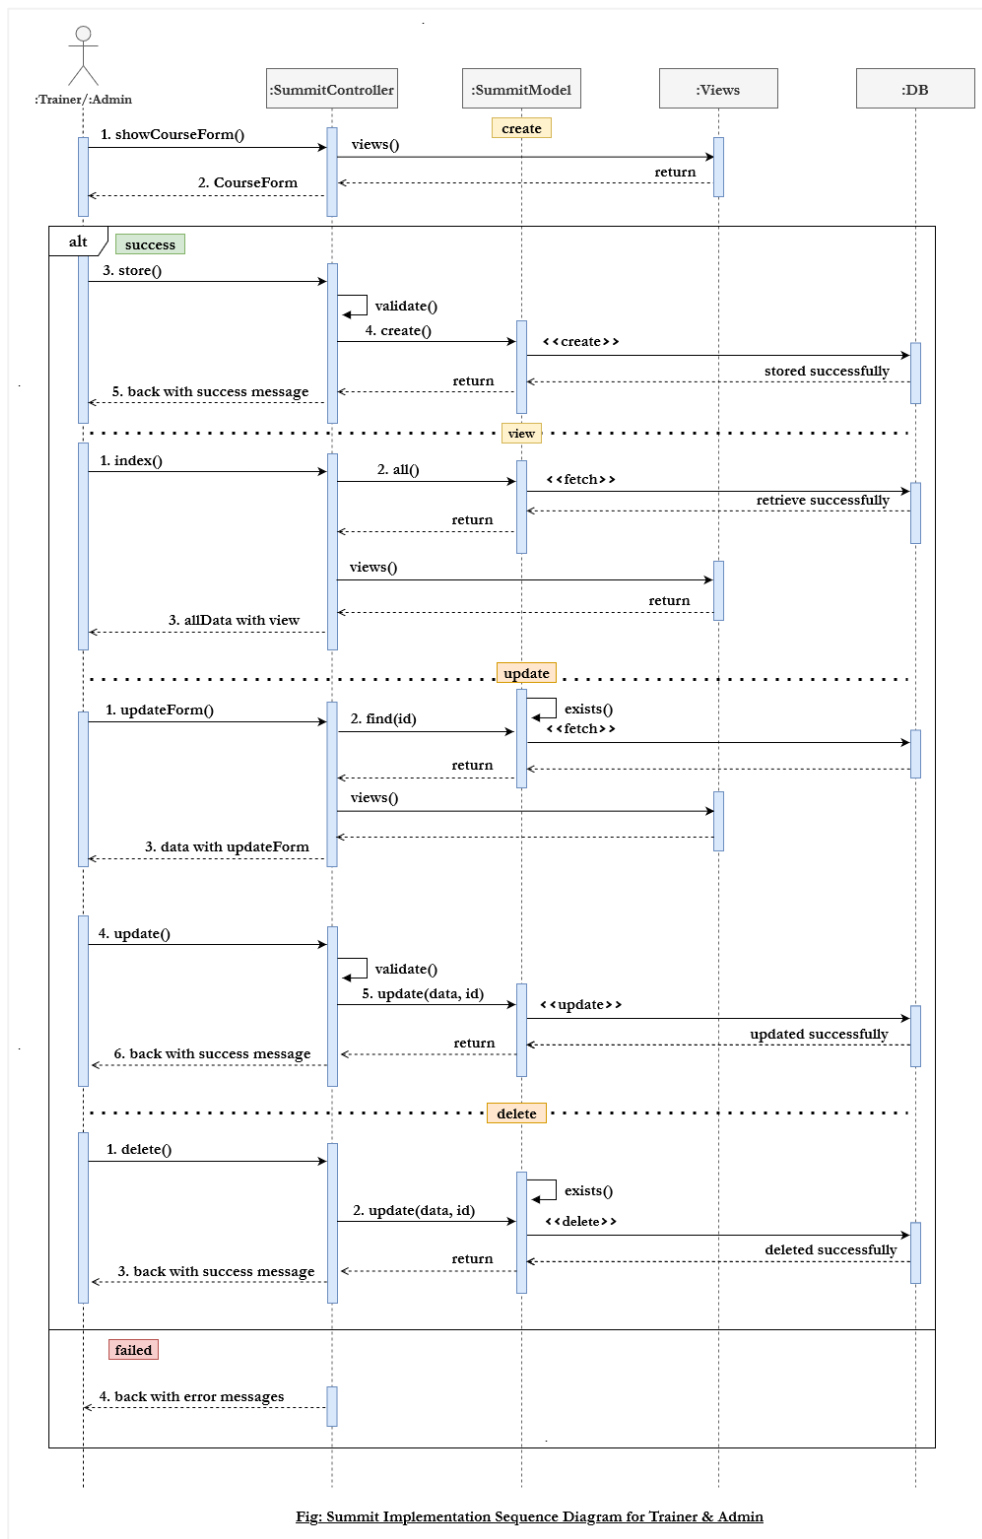 :Trainer/:Admin
:SummitController
:SummitModel
:Views
:DB
create
1. showCourseForm()
views()
return
2. CourseForm
alt
success
3. store()
validate()
4. create()
<<create>>
stored successfully
return
5. back with success message
view
1. index()
2. all()
<<fetch>>
retrieve successfully
return
views()
return
3. allData with view
update
1. updateForm()
exists()
2. find(id)
<<fetch>>
return
views()
3. data with updateForm
4. update()
validate()
5. update(data, id)
<<update>>
updated successfully
return
6. back with success message
delete
1. delete()
exists()
2. update(data, id)
<<delete>>
deleted successfully
return
3. back with success message
failed
4. back with error messages
Fig: Summit Implementation Sequence Diagram for Trainer & Admin